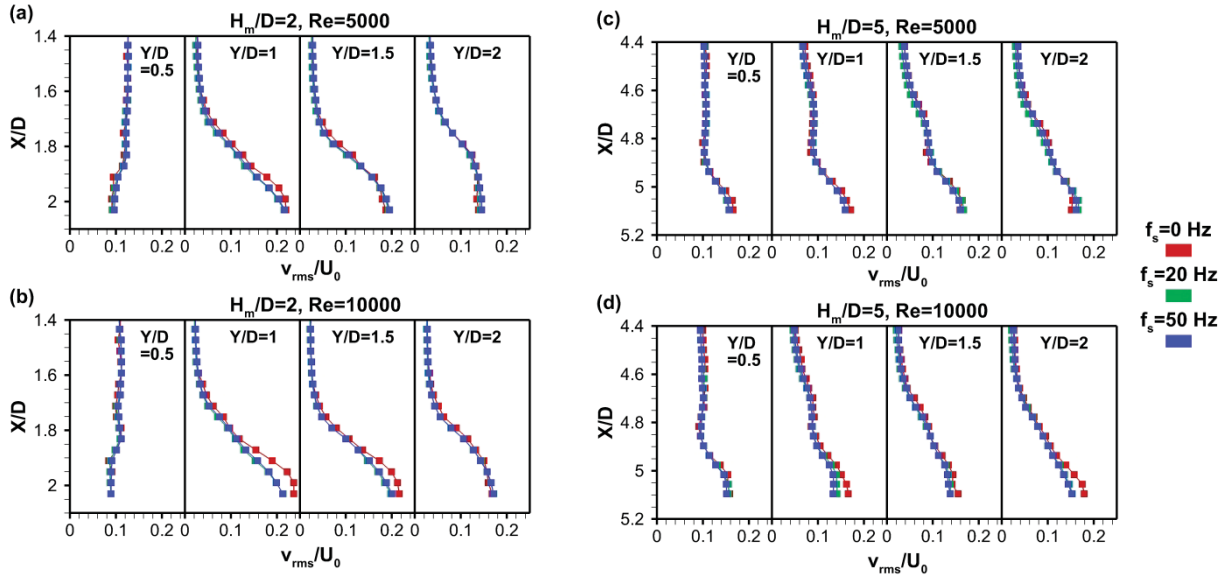 (a)
H_m/D=2, Re=5000
X/D
1.4
1.6
1.8
2
Y/D
=0.5
Y/D=1
Y/D=1.5
Y/D=2
0 0.1 0 0.1 0.2 0 0.1 0.2 0 0.1 0.2
v_rms/U_0
(b)
H_m/D=2, Re=10000
X/D
1.4
1.6
1.8
2
Y/D
=0.5
Y/D=1
Y/D=1.5
Y/D=2
0 0.1 0 0.1 0.2 0 0.1 0.2 0 0.1 0.2
v_rms/U_0
(c)
H_m/D=5, Re=5000
X/D
4.4
4.6
4.8
5
5.2
Y/D
=0.5
Y/D=1
Y/D=1.5
Y/D=2
0 0.1 0 0.1 0.2 0 0.1 0.2 0 0.1 0.2
v_rms/U_0
(d)
H_m/D=5, Re=10000
X/D
4.4
4.6
4.8
5
5.2
Y/D
=0.5
Y/D=1
Y/D=1.5
Y/D=2
0 0.1 0 0.1 0.2 0 0.1 0.2 0 0.1 0.2
v_rms/U_0
f_s=0 Hz
f_s=20 Hz
f_s=50 Hz